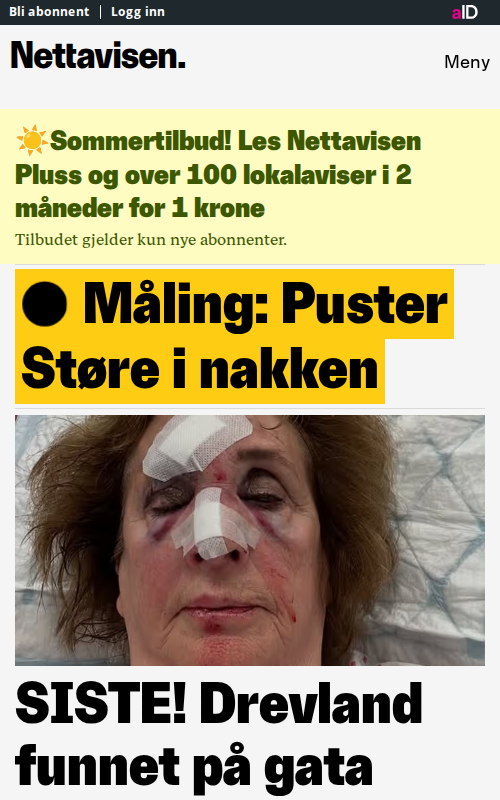 Bli abonnent | Logg inn
aID
Nettavisen.
Meny
☀️Sommertilbud! Les Nettavisen
Pluss og over 100 lokalaviser i 2
måneder for 1 krone
Tilbudet gjelder kun nye abonnenter.
● Måling: Puster
Støre i nakken
SISTE! Drevland
funnet på gata